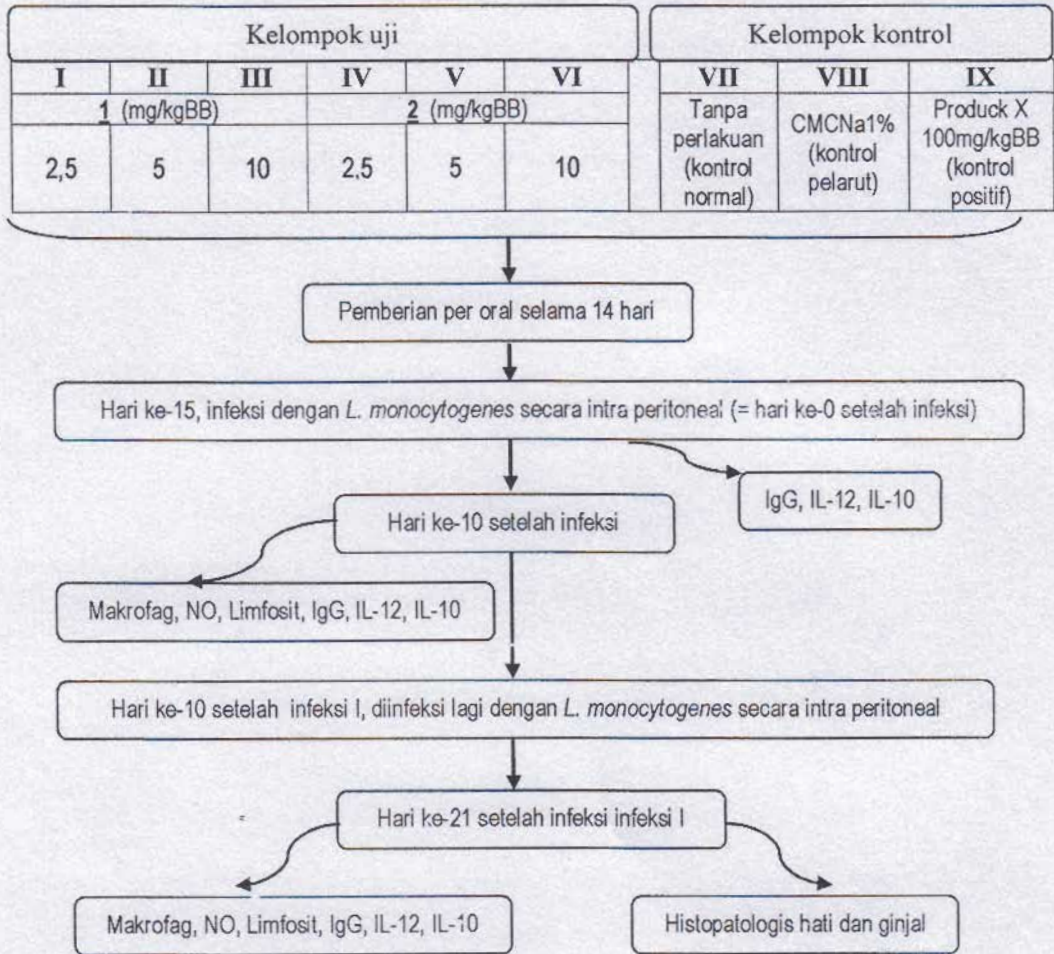 Kelompok uji
Kelompok kontrol
I II III IV V VI VII VIII IX
1 (mg/kgBB)
2 (mg/kgBB)
2,5 5 10 2,5 5 10
Tanpa
perlakuan
(kontrol
normal)
CMCNa1%
(kontrol
pelarut)
Produck X
100mg/kgBB
(kontrol
positif)
Pemberian per oral selama 14 hari
Hari ke-15, infeksi dengan L. monocytogenes secara intra peritoneal (= hari ke-0 setelah infeksi)
IgG, IL-12, IL-10
Hari ke-10 setelah infeksi
Makrofag, NO, Limfosit, IgG, IL-12, IL-10
Hari ke-10 setelah infeksi I, diinfeksi lagi dengan L. monocytogenes secara intra peritoneal
Hari ke-21 setelah infeksi infeksi I
Makrofag, NO, Limfosit, IgG, IL-12, IL-10
Histopatologis hati dan ginjal